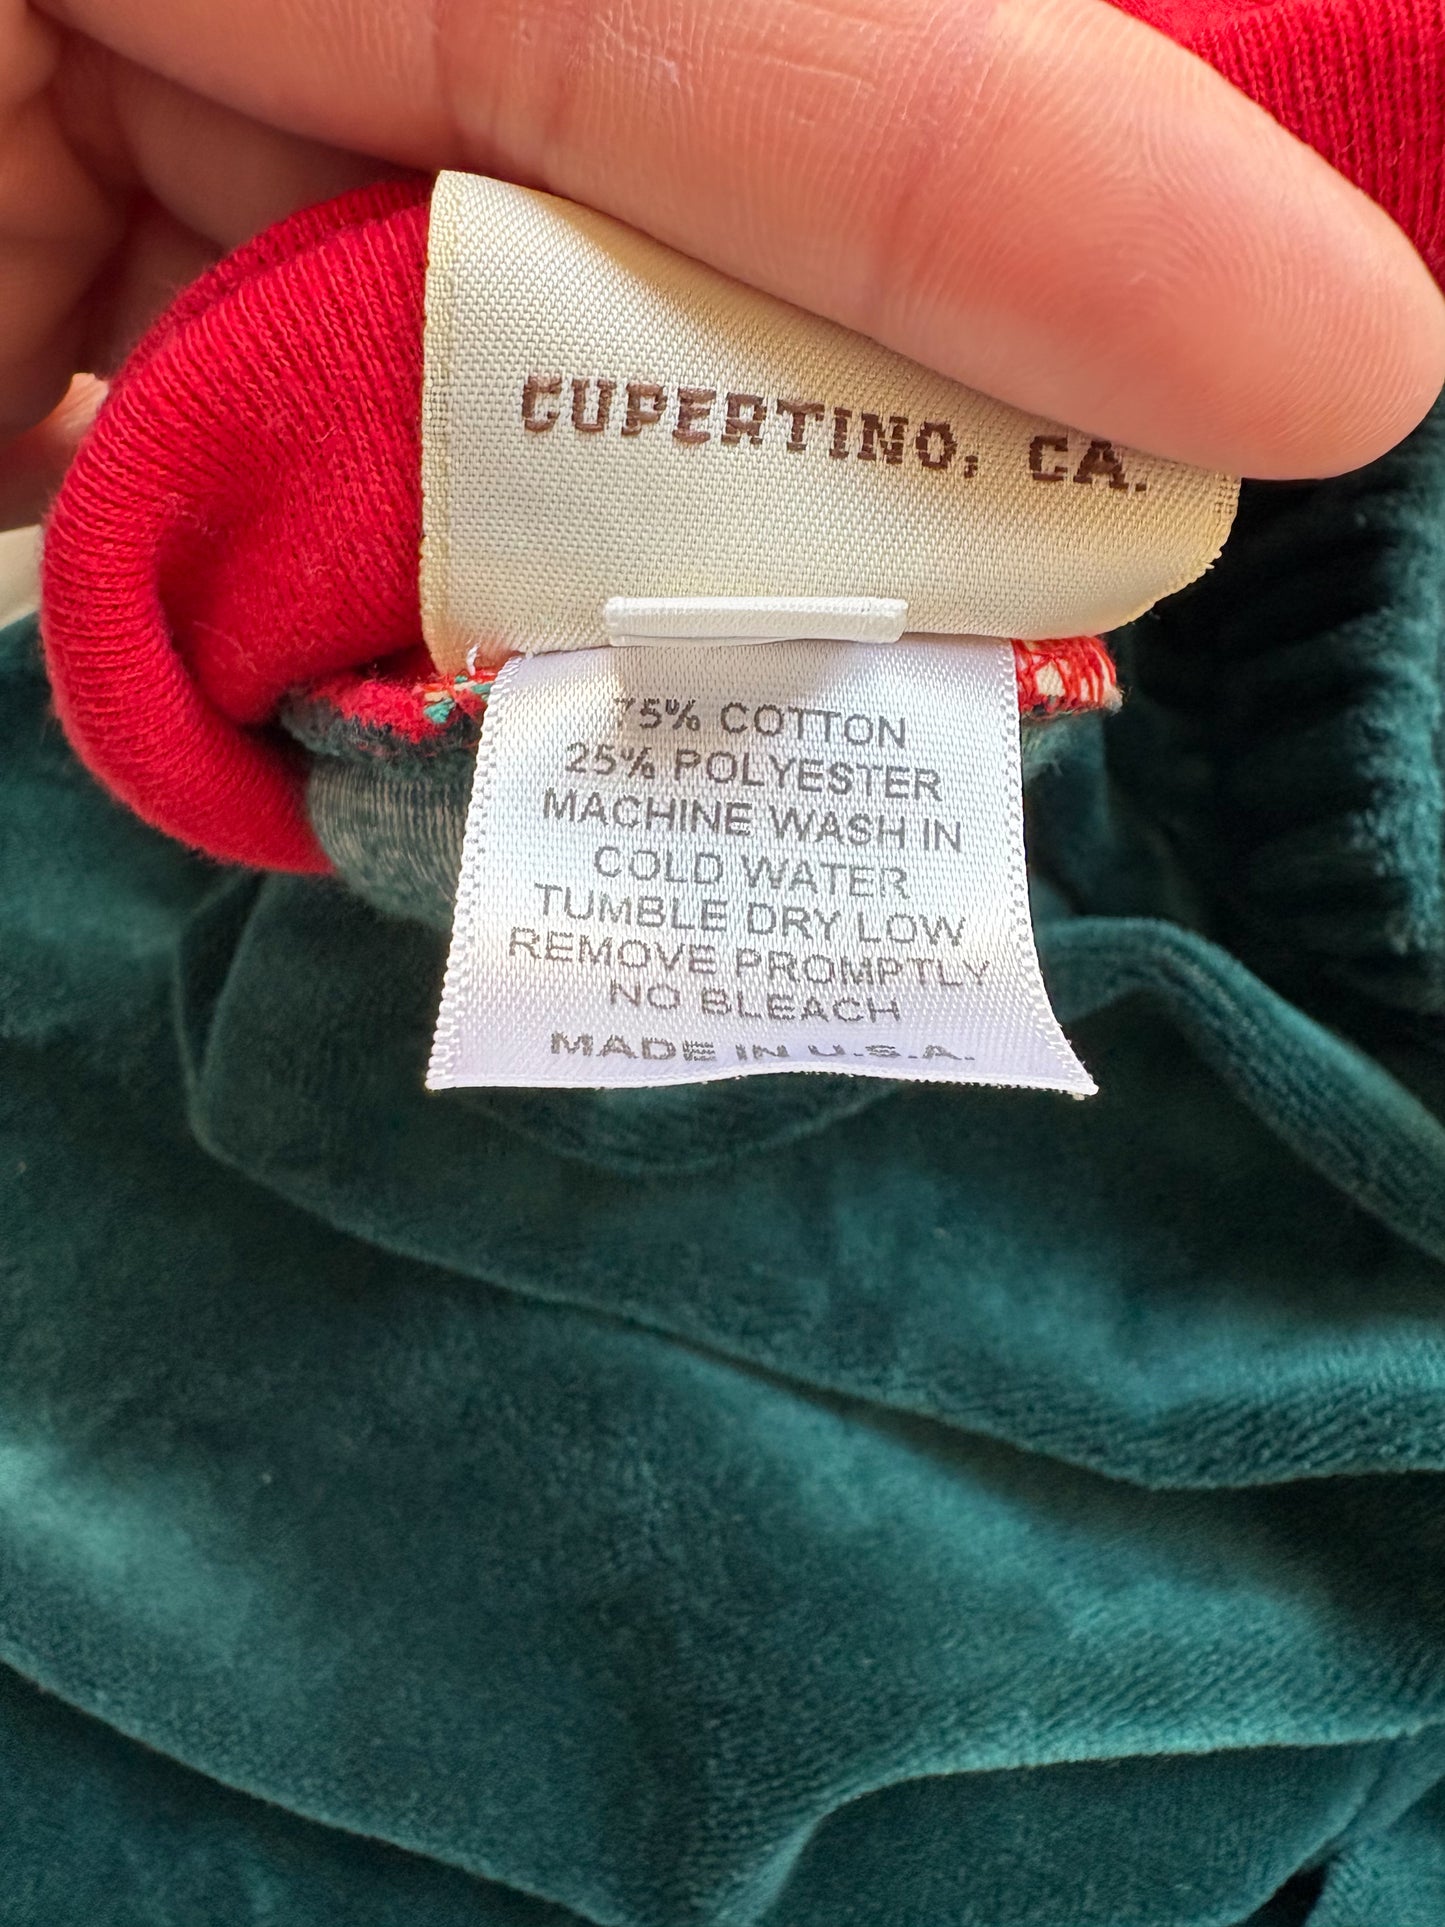 CUPERTINO, CA.
75% COTTON
25% POLYESTER
MACHINE WASH IN
COLD WATER
TUMBLE DRY LOW
REMOVE PROMPTLY
NO BLEACH
MADE IN U.S.A.